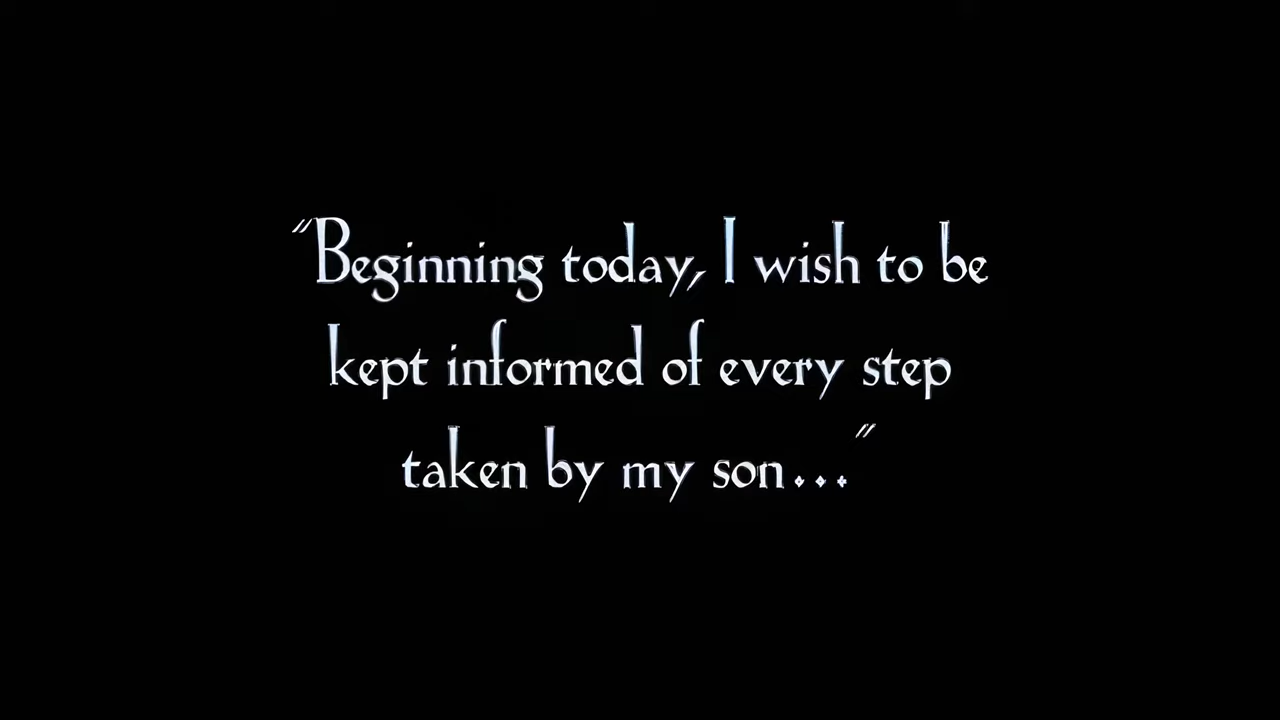 "Beginning today, I wish to be
kept informed of every step
taken by my son..."